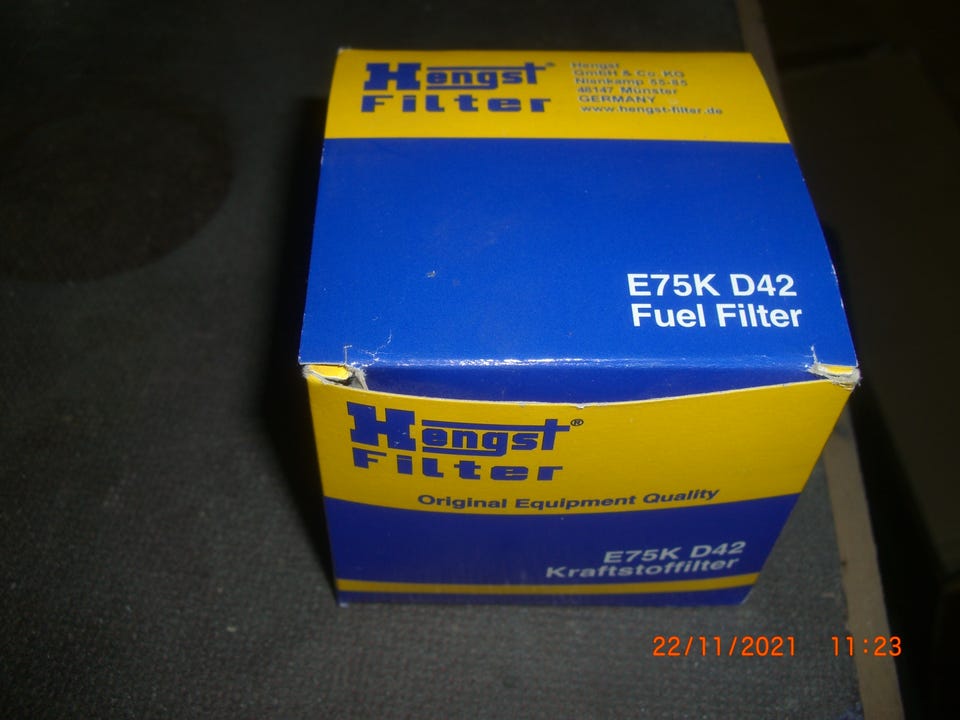 Hengst®
Filter
Hengst
GmbH & Co. KG
Nienkamp 55-85
48147 Münster
GERMANY
www.hengst-filter.de
E75K D42
Fuel Filter
Hengst®
Filter
Original Equipment Quality
E75K D42
Kraftstoffilter
22/11/2021 11:23